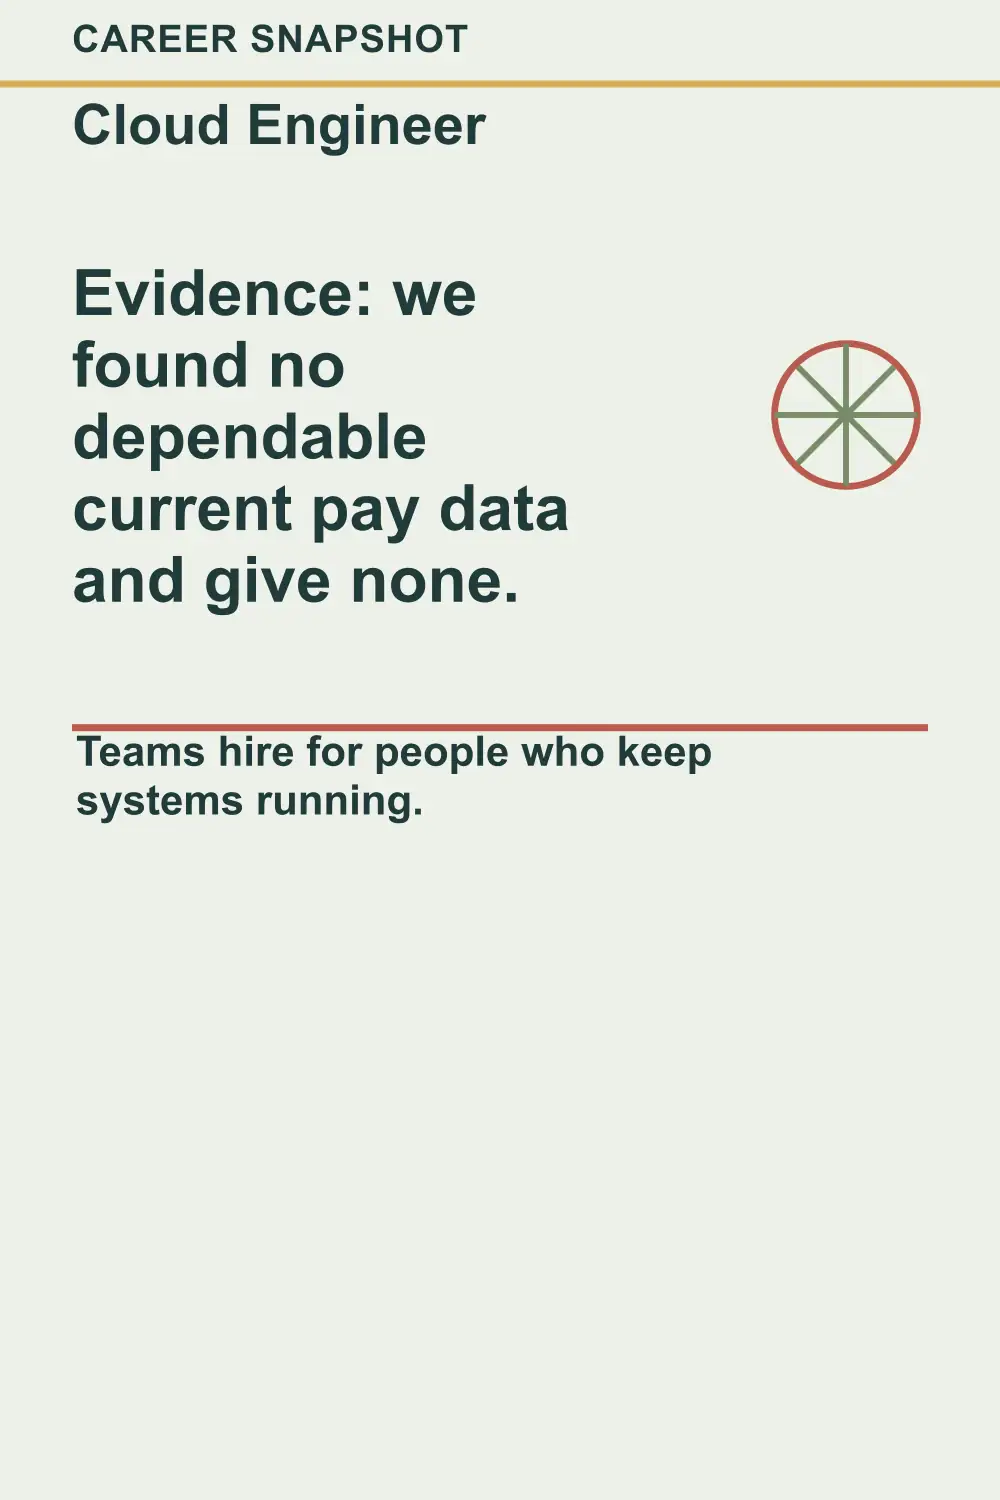 CAREER SNAPSHOT
Cloud Engineer
Evidence: we
found no
dependable
current pay data
and give none.
Teams hire for people who keep
systems running.